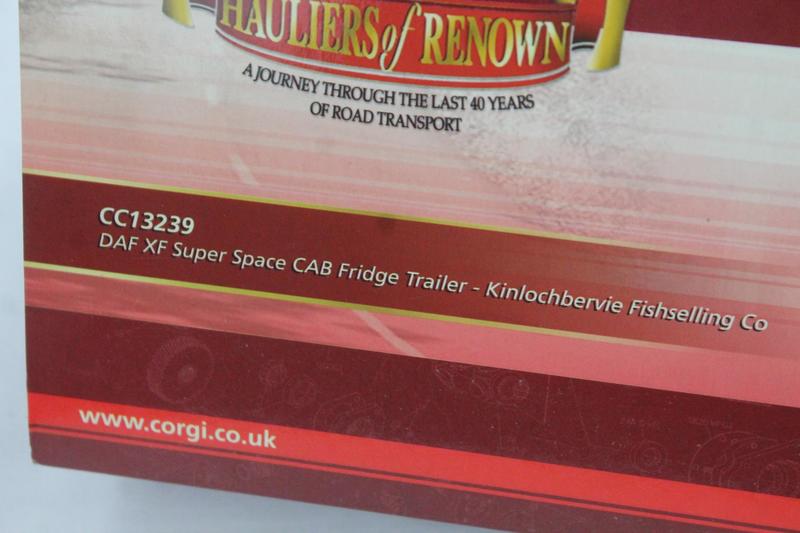 HAULIERS of RENOWN
A JOURNEY THROUGH THE LAST 40 YEARS
OF ROAD TRANSPORT
CC13239
DAF XF Super Space CAB Fridge Trailer - Kinlochbervie Fishselling Co
www.corgi.co.uk